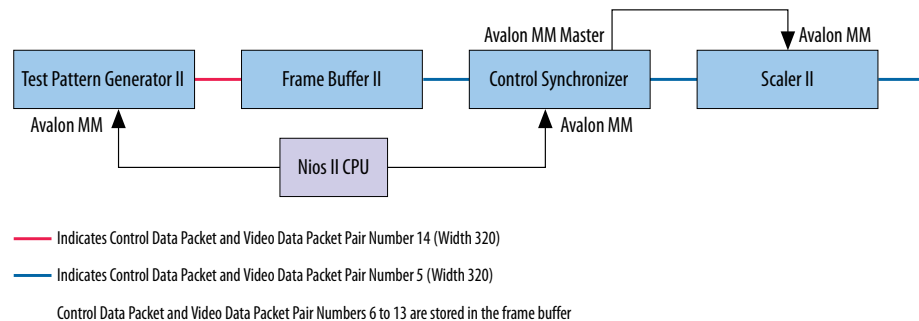 Avalon MM Master
Avalon MM
Test Pattern Generator II
Frame Buffer II
Control Synchronizer
Scaler II
Avalon MM
Avalon MM
Nios II CPU
Indicates Control Data Packet and Video Data Packet Pair Number 14 (Width 320)
Indicates Control Data Packet and Video Data Packet Pair Number 5 (Width 320)
Control Data Packet and Video Data Packet Pair Numbers 6 to 13 are stored in the frame buffer